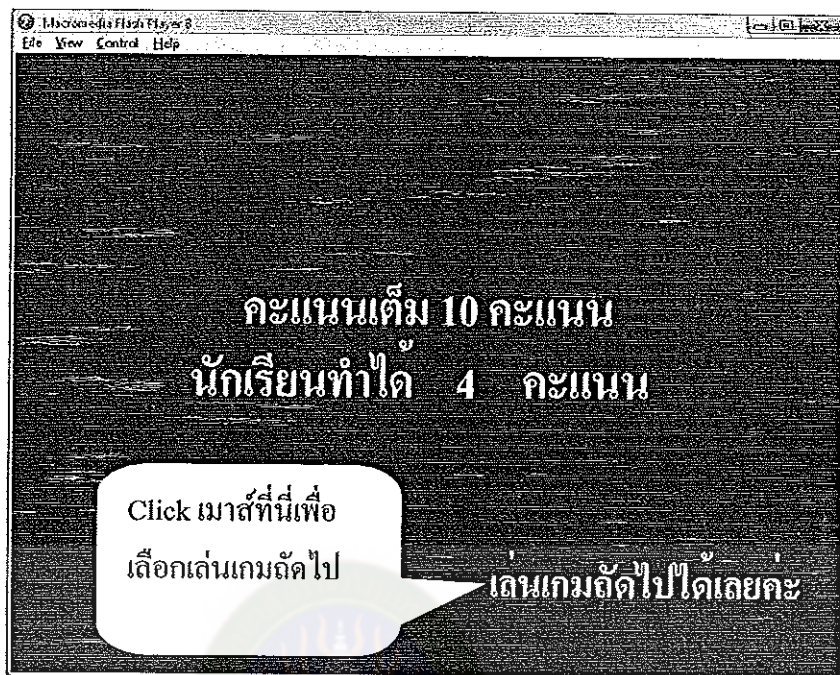 Macromedia Flash Player 8
File View Control Help
คะแนนเต็ม 10 คะแนน
นักเรียนทำได้ 4 คะแนน
Click เมาส์ที่นี่เพื่อ
เลือกเล่นเกมถัดไป
เล่นเกมถัดไปได้เลยค่ะ